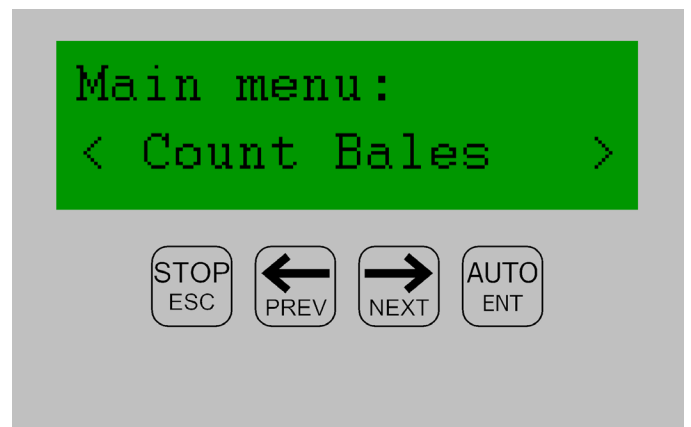 Main menu:
< Count Bales >
STOP
ESC
PREV
NEXT
AUTO
ENT